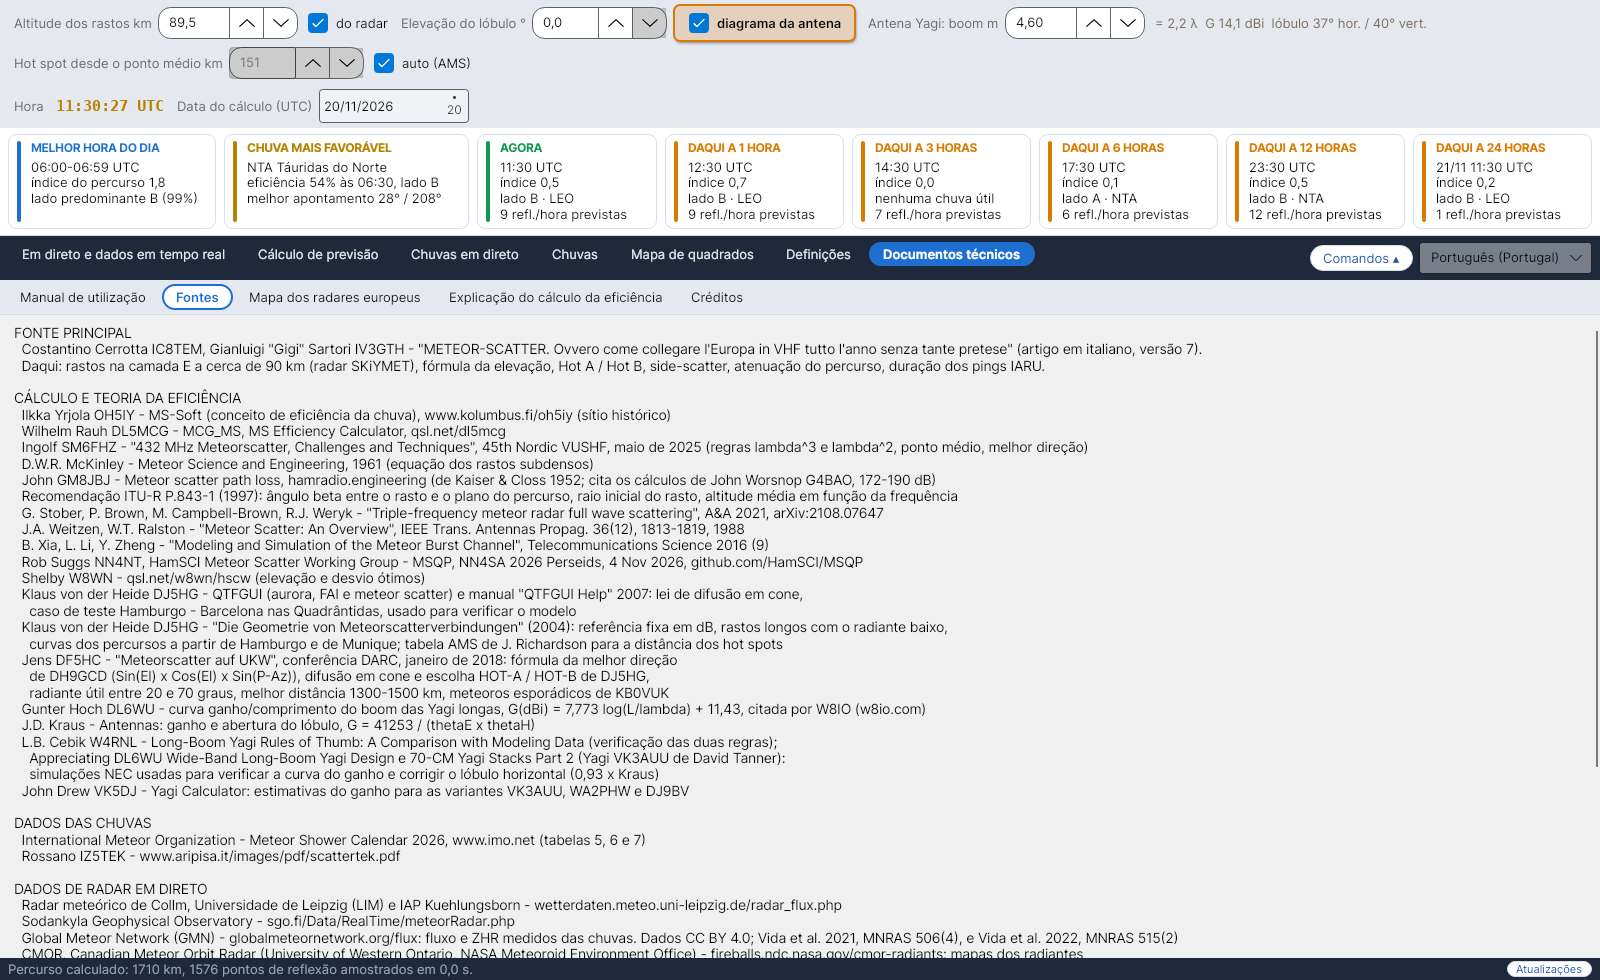 Altitude dos rastos km 89,5 do radar Elevação do lóbulo ° 0,0 diagrama da antena Antena Yagi: boom m 4,60 = 2,2 λ G 14,1 dBi lóbulo 37° hor. / 40° vert.
Hot spot desde o ponto médio km 151 auto (AMS)
Hora 11:30:27 UTC Data do cálculo (UTC) 20/11/2026 20
MELHOR HORA DO DIA
06:00-06:59 UTC
índice do percurso 1,8
lado predominante B (99%)
CHUVA MAIS FAVORÁVEL
NTA Táuridas do Norte
eficiência 54% às 06:30, lado B
melhor apontamento 28° / 208°
AGORA
11:30 UTC
índice 0,5
lado B · LEO
9 refl./hora previstas
DAQUI A 1 HORA
12:30 UTC
índice 0,7
lado B · LEO
9 refl./hora previstas
DAQUI A 3 HORAS
14:30 UTC
índice 0,0
nenhuma chuva útil
7 refl./hora previstas
DAQUI A 6 HORAS
17:30 UTC
índice 0,1
lado A · NTA
6 refl./hora previstas
DAQUI A 12 HORAS
23:30 UTC
índice 0,5
lado B · NTA
12 refl./hora previstas
DAQUI A 24 HORAS
21/11 11:30 UTC
índice 0,2
lado B · LEO
1 refl./hora previstas
Em direto e dados em tempo real Cálculo de previsão Chuvas em direto Chuvas Mapa de quadrados Definições Documentos técnicos Comandos ▴ Português (Portugal)
Manual de utilização Fontes Mapa dos radares europeus Explicação do cálculo da eficiência Créditos
FONTE PRINCIPAL
Costantino Cerrotta IC8TEM, Gianluigi "Gigi" Sartori IV3GTH - "METEOR-SCATTER. Ovvero come collegare l'Europa in VHF tutto l'anno senza tante pretese" (artigo em italiano, versão 7).
Daqui: rastos na camada E a cerca de 90 km (radar SKiYMET), fórmula da elevação, Hot A / Hot B, side-scatter, atenuação do percurso, duração dos pings IARU.
CÁLCULO E TEORIA DA EFICIÊNCIA
Ilkka Yrjola OH5IY - MS-Soft (conceito de eficiência da chuva), www.kolumbus.fi/oh5iy (sítio histórico)
Wilhelm Rauh DL5MCG - MCG_MS, MS Efficiency Calculator, qsl.net/dl5mcg
Ingolf SM6FHZ - "432 MHz Meteorscatter, Challenges and Techniques", 45th Nordic VUSHF, maio de 2025 (regras lambda^3 e lambda^2, ponto médio, melhor direção)
D.W.R. McKinley - Meteor Science and Engineering, 1961 (equação dos rastos subdensos)
John GM8JBJ - Meteor scatter path loss, hamradio.engineering (de Kaiser & Closs 1952; cita os cálculos de John Worsnop G4BAO, 172-190 dB)
Recomendação ITU-R P.843-1 (1997): ângulo beta entre o rasto e o plano do percurso, raio inicial do rasto, altitude média em função da frequência
G. Stober, P. Brown, M. Campbell-Brown, R.J. Weryk - "Triple-frequency meteor radar full wave scattering", A&A 2021, arXiv:2108.07647
J.A. Weitzen, W.T. Ralston - "Meteor Scatter: An Overview", IEEE Trans. Antennas Propag. 36(12), 1813-1819, 1988
B. Xia, L. Li, Y. Zheng - "Modeling and Simulation of the Meteor Burst Channel", Telecommunications Science 2016 (9)
Rob Suggs NN4NT, HamSCI Meteor Scatter Working Group - MSQP, NN4SA 2026 Perseids, 4 Nov 2026, github.com/HamSCI/MSQP
Shelby W8WN - qsl.net/w8wn/hscw (elevação e desvio ótimos)
Klaus von der Heide DJ5HG - QTFGUI (aurora, FAI e meteor scatter) e manual "QTFGUI Help" 2007: lei de difusão em cone,
caso de teste Hamburgo - Barcelona nas Quadrântidas, usado para verificar o modelo
Klaus von der Heide DJ5HG - "Die Geometrie von Meteorscatterverbindungen" (2004): referência fixa em dB, rastos longos com o radiante baixo,
curvas dos percursos a partir de Hamburgo e de Munique; tabela AMS de J. Richardson para a distância dos hot spots
Jens DF5HC - "Meteorscatter auf UKW", conferência DARC, janeiro de 2018: fórmula da melhor direção
de DH9GCD (Sin(El) x Cos(El) x Sin(P-Az)), difusão em cone e escolha HOT-A / HOT-B de DJ5HG,
radiante útil entre 20 e 70 graus, melhor distância 1300-1500 km, meteoros esporádicos de KB0VUK
Gunter Hoch DL6WU - curva ganho/comprimento do boom das Yagi longas, G(dBi) = 7,773 log(L/lambda) + 11,43, citada por W8IO (w8io.com)
J.D. Kraus - Antennas: ganho e abertura do lóbulo, G = 41253 / (thetaE x thetaH)
L.B. Cebik W4RNL - Long-Boom Yagi Rules of Thumb: A Comparison with Modeling Data (verificação das duas regras);
Appreciating DL6WU Wide-Band Long-Boom Yagi Design e 70-CM Yagi Stacks Part 2 (Yagi VK3AUU de David Tanner):
simulações NEC usadas para verificar a curva do ganho e corrigir o lóbulo horizontal (0,93 x Kraus)
John Drew VK5DJ - Yagi Calculator: estimativas do ganho para as variantes VK3AUU, WA2PHW e DJ9BV
DADOS DAS CHUVAS
International Meteor Organization - Meteor Shower Calendar 2026, www.imo.net (tabelas 5, 6 e 7)
Rossano IZ5TEK - www.aripisa.it/images/pdf/scattertek.pdf
DADOS DE RADAR EM DIRETO
Radar meteórico de Collm, Universidade de Leipzig (LIM) e IAP Kuehlungsborn - wetterdaten.meteo.uni-leipzig.de/radar_flux.php
Sodankyla Geophysical Observatory - sgo.fi/Data/RealTime/meteorRadar.php
Global Meteor Network (GMN) - globalmeteornetwork.org/flux: fluxo e ZHR medidos das chuvas. Dados CC BY 4.0; Vida et al. 2021, MNRAS 506(4), e Vida et al. 2022, MNRAS 515(2)
CMOR, Canadian Meteor Orbit Radar (University of Western Ontario, NASA Meteoroid Environment Office) - fireballs.ndc.nasa.gov/cmor-radiants: mapas dos radiantes
Percurso calculado: 1710 km, 1576 pontos de reflexão amostrados em 0,0 s. Atualizações